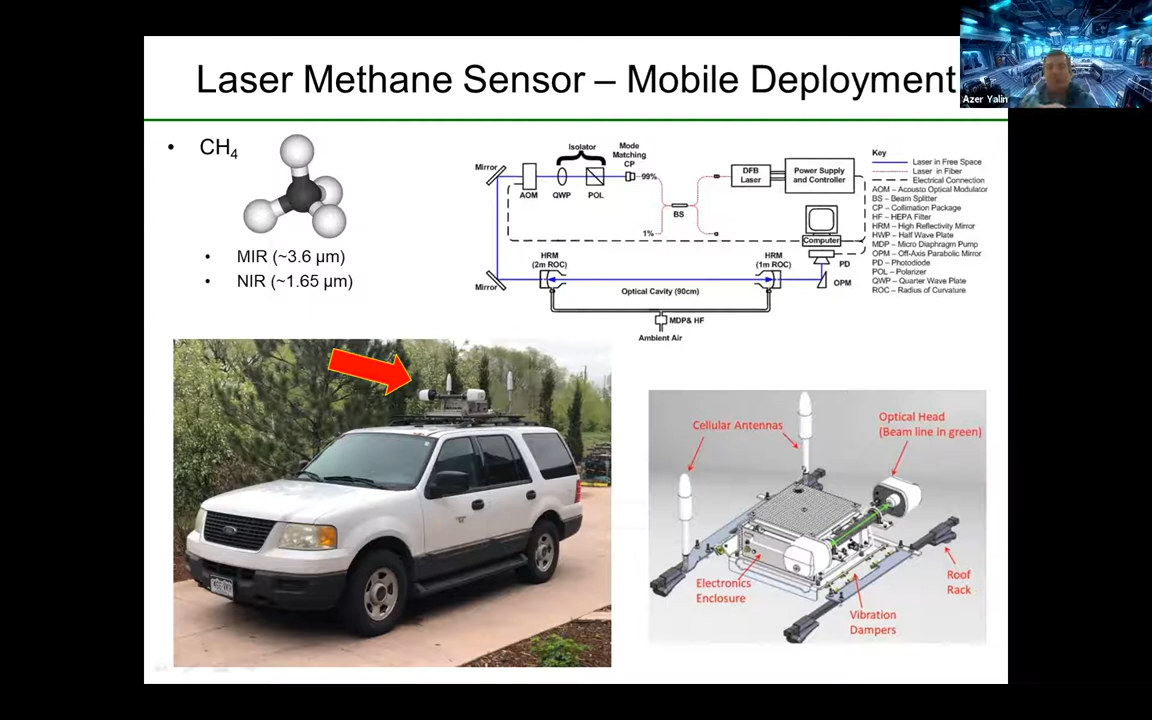 Laser Methane Sensor – Mobile Deployment
Azer Yalin
• CH4
• MIR (~3.6 µm)
• NIR (~1.65 µm)
Isolator
Mode
Matching
CP
Mirror
99%
AOM
QWP
POL
DFB
Laser
Power Supply
and Controller
BS
1%
Computer
HRM
(2m ROC)
HRM
(1m ROC)
PD
OPM
Mirror
Optical Cavity (90cm)
MDP& HF
Ambient Air
Key
Laser in Free Space
Laser in Fiber
Electrical Connection
AOM – Acousto Optical Modulator
BS – Beam Splitter
CP – Collimation Package
HF – HEPA Filter
HRM – High Reflectivity Mirror
HWP – Half Wave Plate
MDP – Micro Diaphragm Pump
OPM – Off-Axis Parabolic Mirror
PD – Photodiode
POL – Polarizer
QWP – Quarter Wave Plate
ROC – Radius of Curvature
Cellular Antennas
Optical Head
(Beam line in green)
Electronics
Enclosure
Vibration
Dampers
Roof
Rack